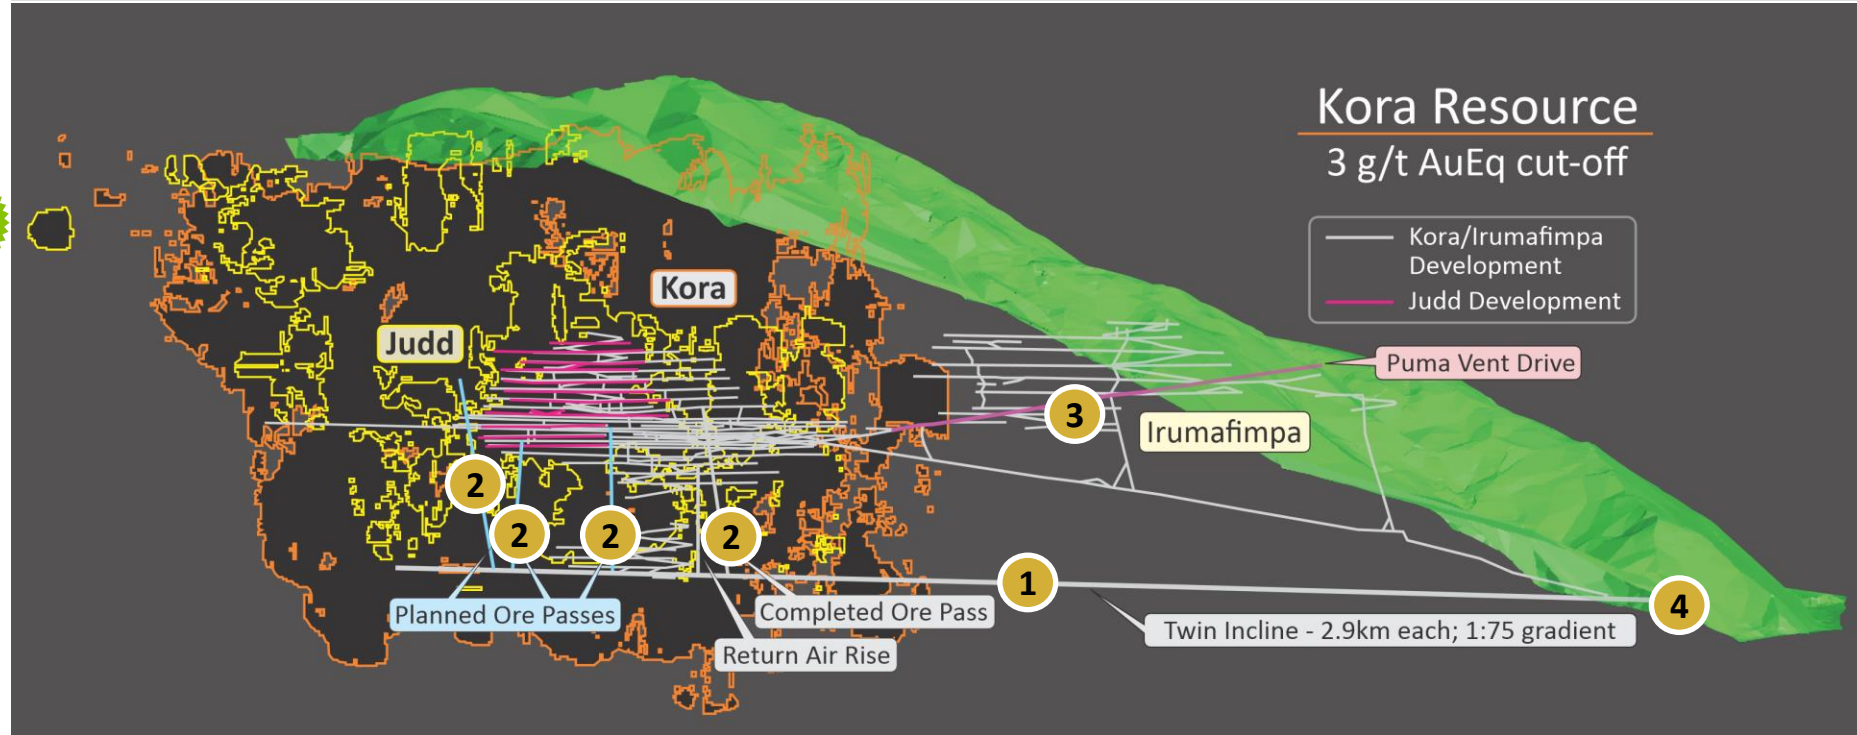 Kora Resource
3 g/t AuEq cut-off
Kora/Irumafimpa
Development
Judd Development
Kora
Judd
Puma Vent Drive
3
Irumafimpa
2
2
2
2
1
4
Planned Ore Passes
Completed Ore Pass
Twin Incline - 2.9km each; 1:75 gradient
Return Air Rise